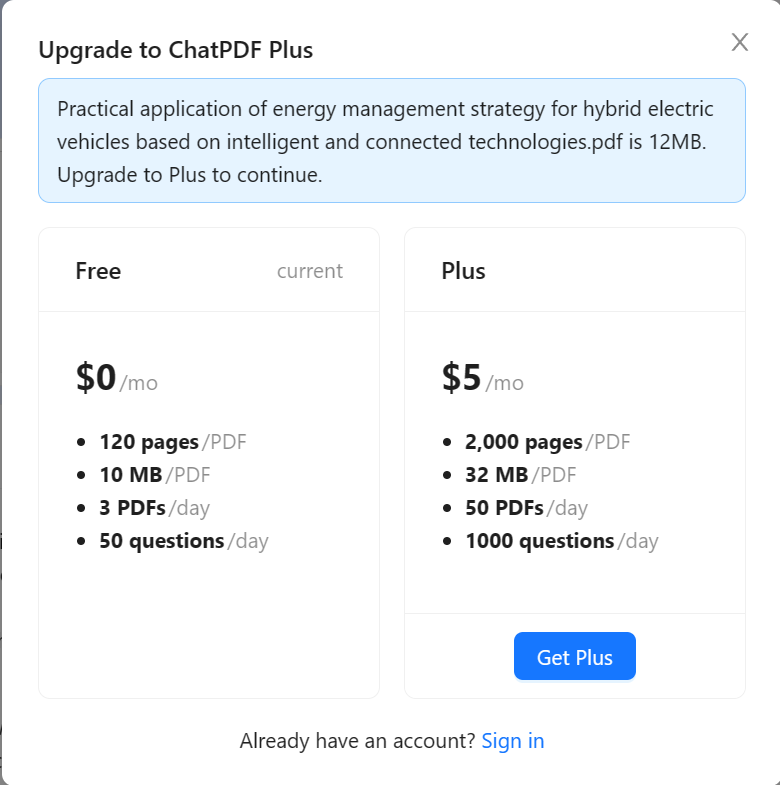 Upgrade to ChatPDF Plus
Practical application of energy management strategy for hybrid electric
vehicles based on intelligent and connected technologies.pdf is 12MB.
Upgrade to Plus to continue.
Free current
$0/mo
120 pages/PDF
10 MB/PDF
3 PDFs/day
50 questions/day
Plus
$5/mo
2,000 pages/PDF
32 MB/PDF
50 PDFs/day
1000 questions/day
Get Plus
Already have an account? Sign in